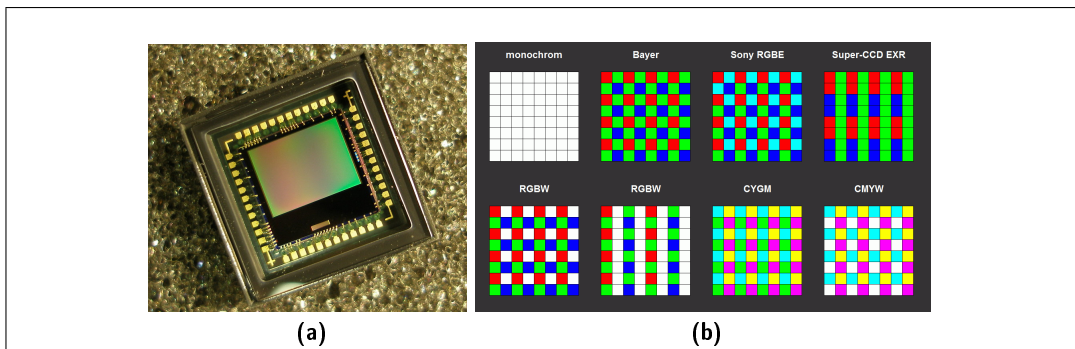 monochrom Bayer Sony RGBE Super-CCD EXR
RGBW RGBW CYGM CMYW
(a) (b)